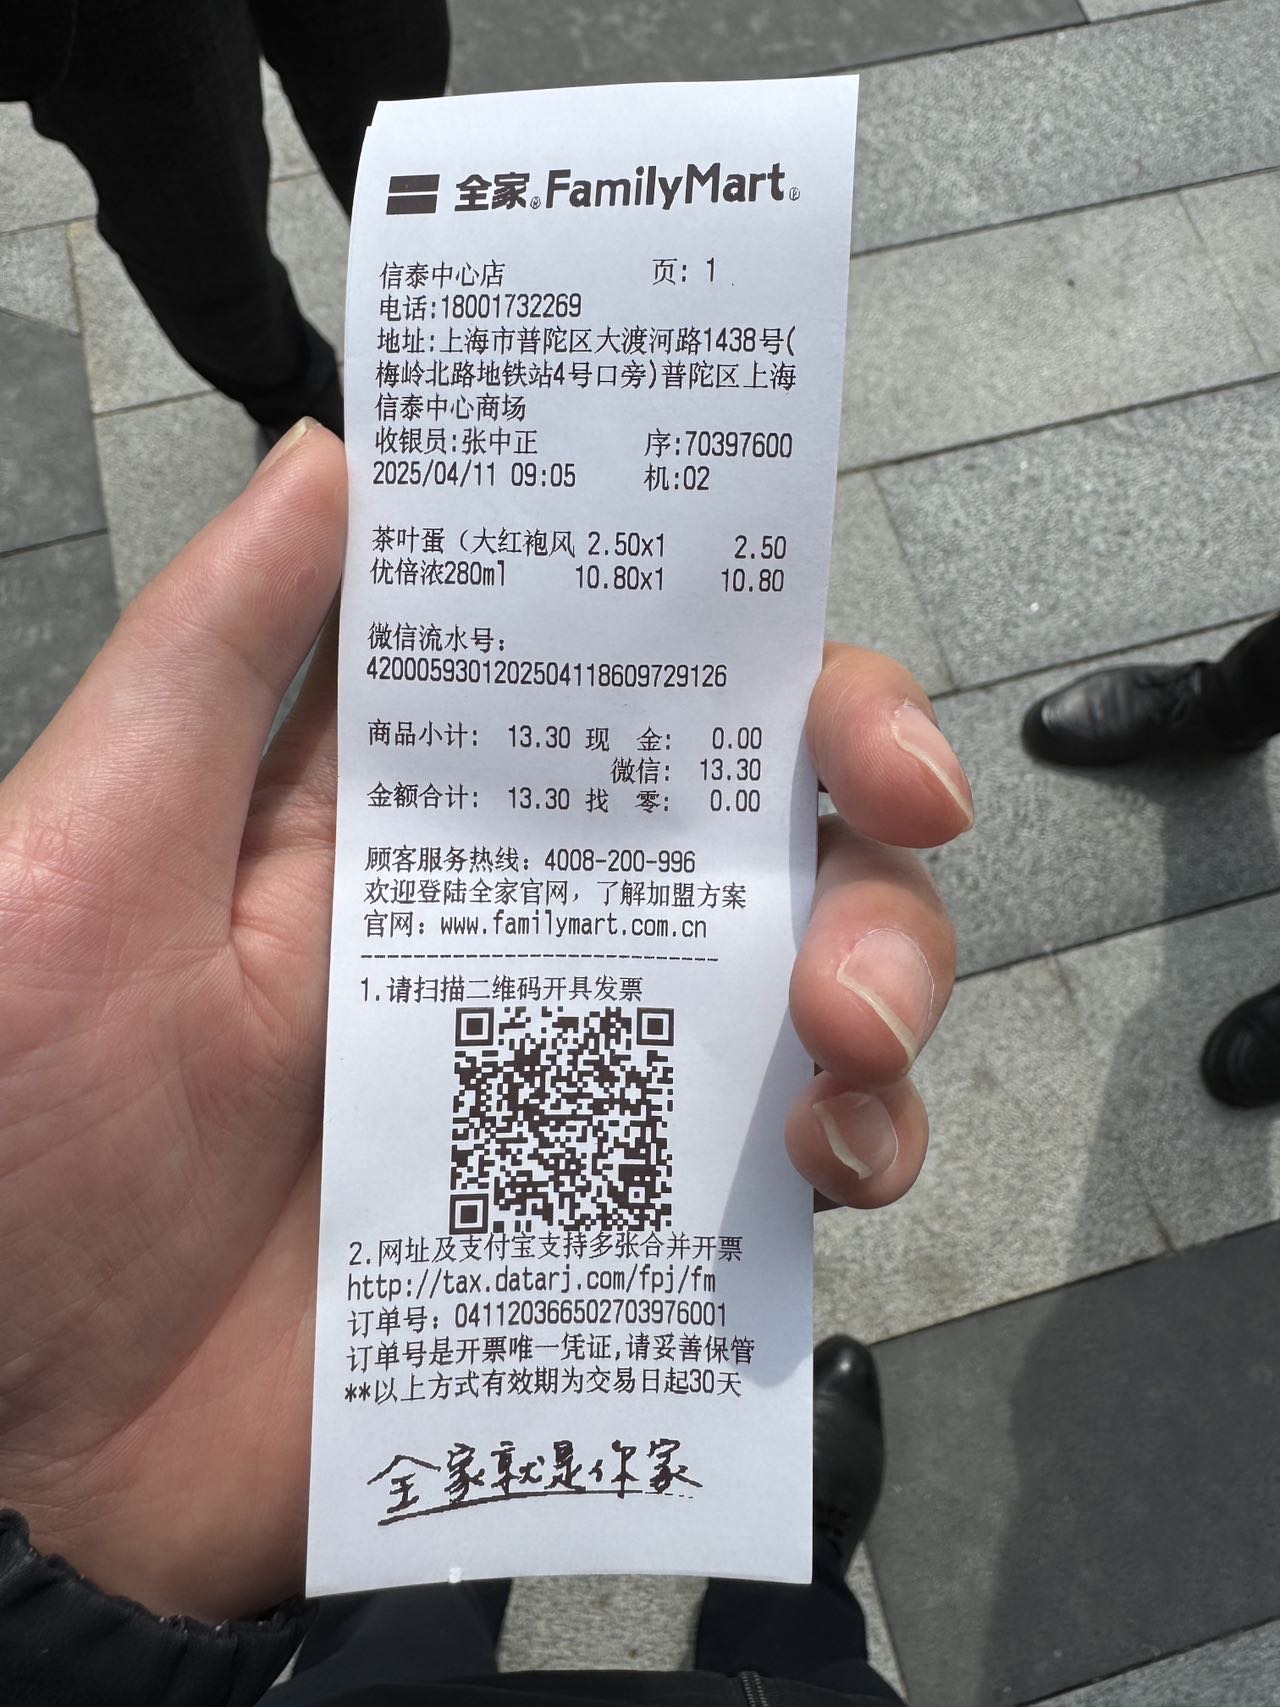 全家® FamilyMart®
信泰中心店 页: 1
电话:18001732269
地址:上海市普陀区大渡河路1438号(
梅岭北路地铁站4号口旁)普陀区上海
信泰中心商场
收银员:张中正 序:70397600
2025/04/11 09:05 机:02
茶叶蛋（大红袍风 2.50x1 2.50
优倍浓280ml 10.80x1 10.80
微信流水号:
4200059301202504118609729126
商品小计: 13.30 现 金: 0.00
微信: 13.30
金额合计: 13.30 找 零: 0.00
顾客服务热线: 4008-200-996
欢迎登陆全家官网，了解加盟方案
官网: www.familymart.com.cn
1.请扫描二维码开具发票
2.网址及支付宝支持多张合并开票
http://tax.datarj.com/fpj/fm
订单号: 0411203665027039760​01
订单号是开票唯一凭证,请妥善保管
**以上方式有效期为交易日起30天
全家就是你家